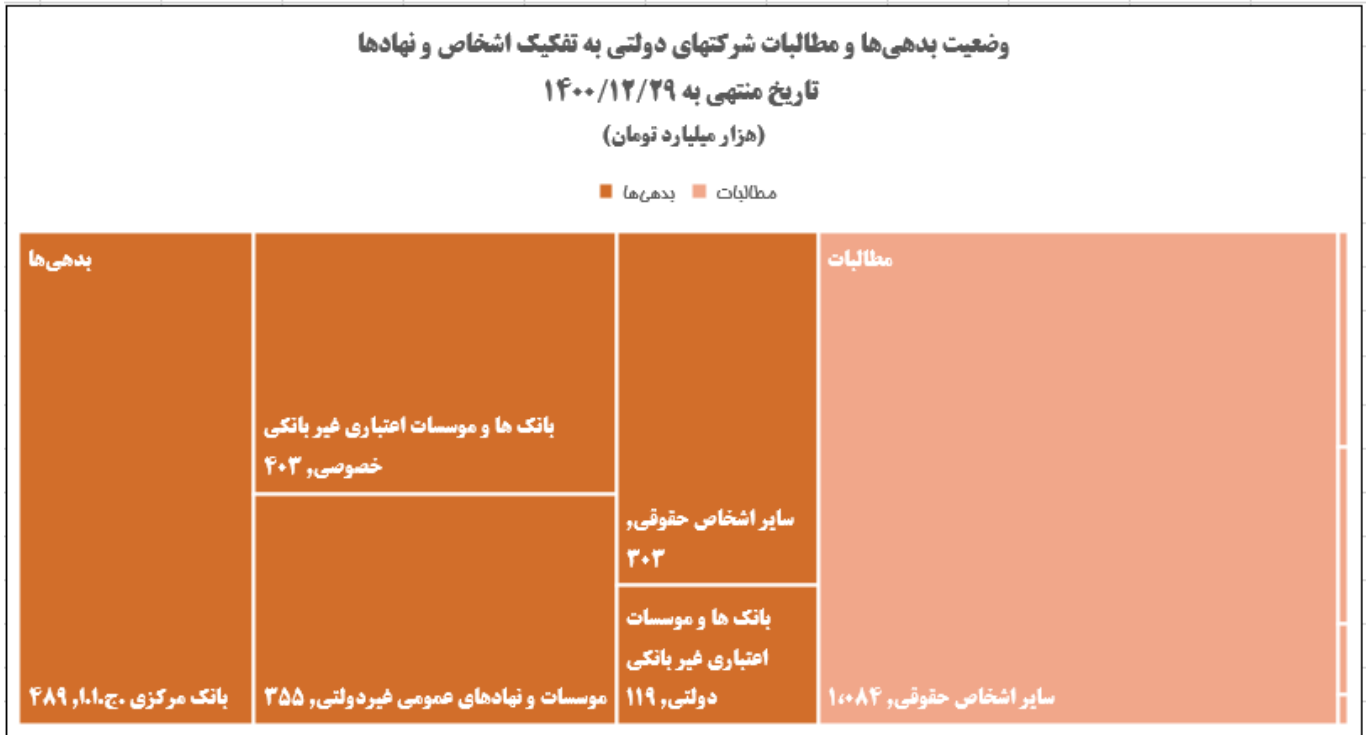 وضعیت بدهی‌ها و مطالبات شرکتهای دولتی به تفکیک اشخاص و نهادها
تاریخ منتهی به ۱۴۰۰/۱۲/۲۹
(هزار میلیارد تومان)
بدهی‌ها
مطالبات
بدهی‌ها
بانک مرکزی .ج.ا.ا, ۴۸۹
بانک ها و موسسات اعتباری غیر بانکی
خصوصی, ۴۰۳
موسسات و نهادهای عمومی غیردولتی, ۳۵۵
سایر اشخاص حقوقی,
۳۰۳
بانک ها و موسسات
اعتباری غیر بانکی
دولتی, ۱۱۹
مطالبات
سایر اشخاص حقوقی, ۱،۰۸۴